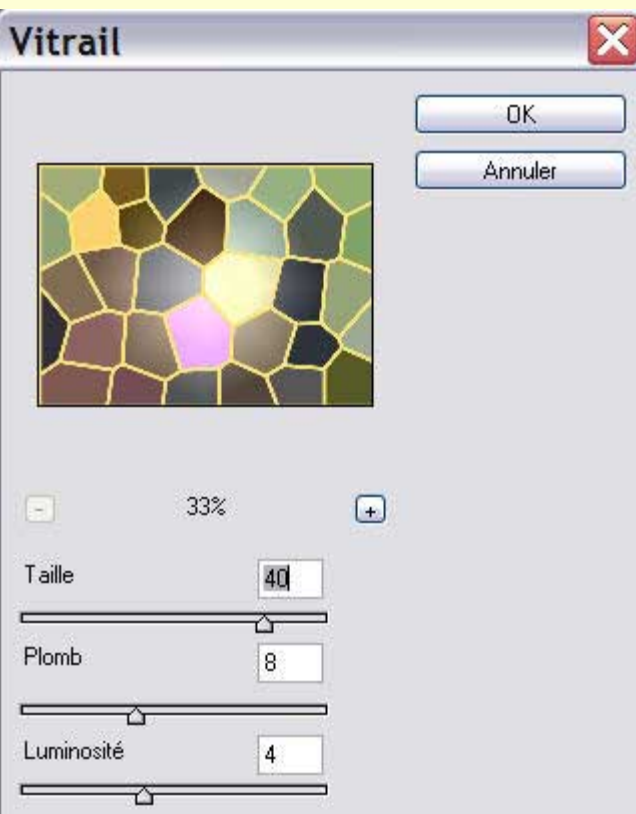 Vitrail
OK
Annuler
- 33% +
Taille 40
Plomb 8
Luminosité 4